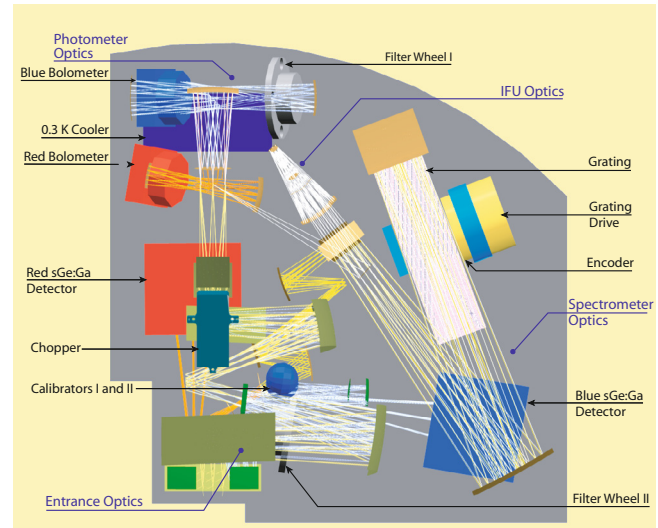 Photometer
Optics
Filter Wheel I
Blue Bolometer
IFU Optics
0.3 K Cooler
Red Bolometer
Grating
Grating
Drive
Encoder
Red sGe:Ga
Detector
Spectrometer
Optics
Chopper
Calibrators I and II
Blue sGe:Ga
Detector
Entrance Optics
Filter Wheel II